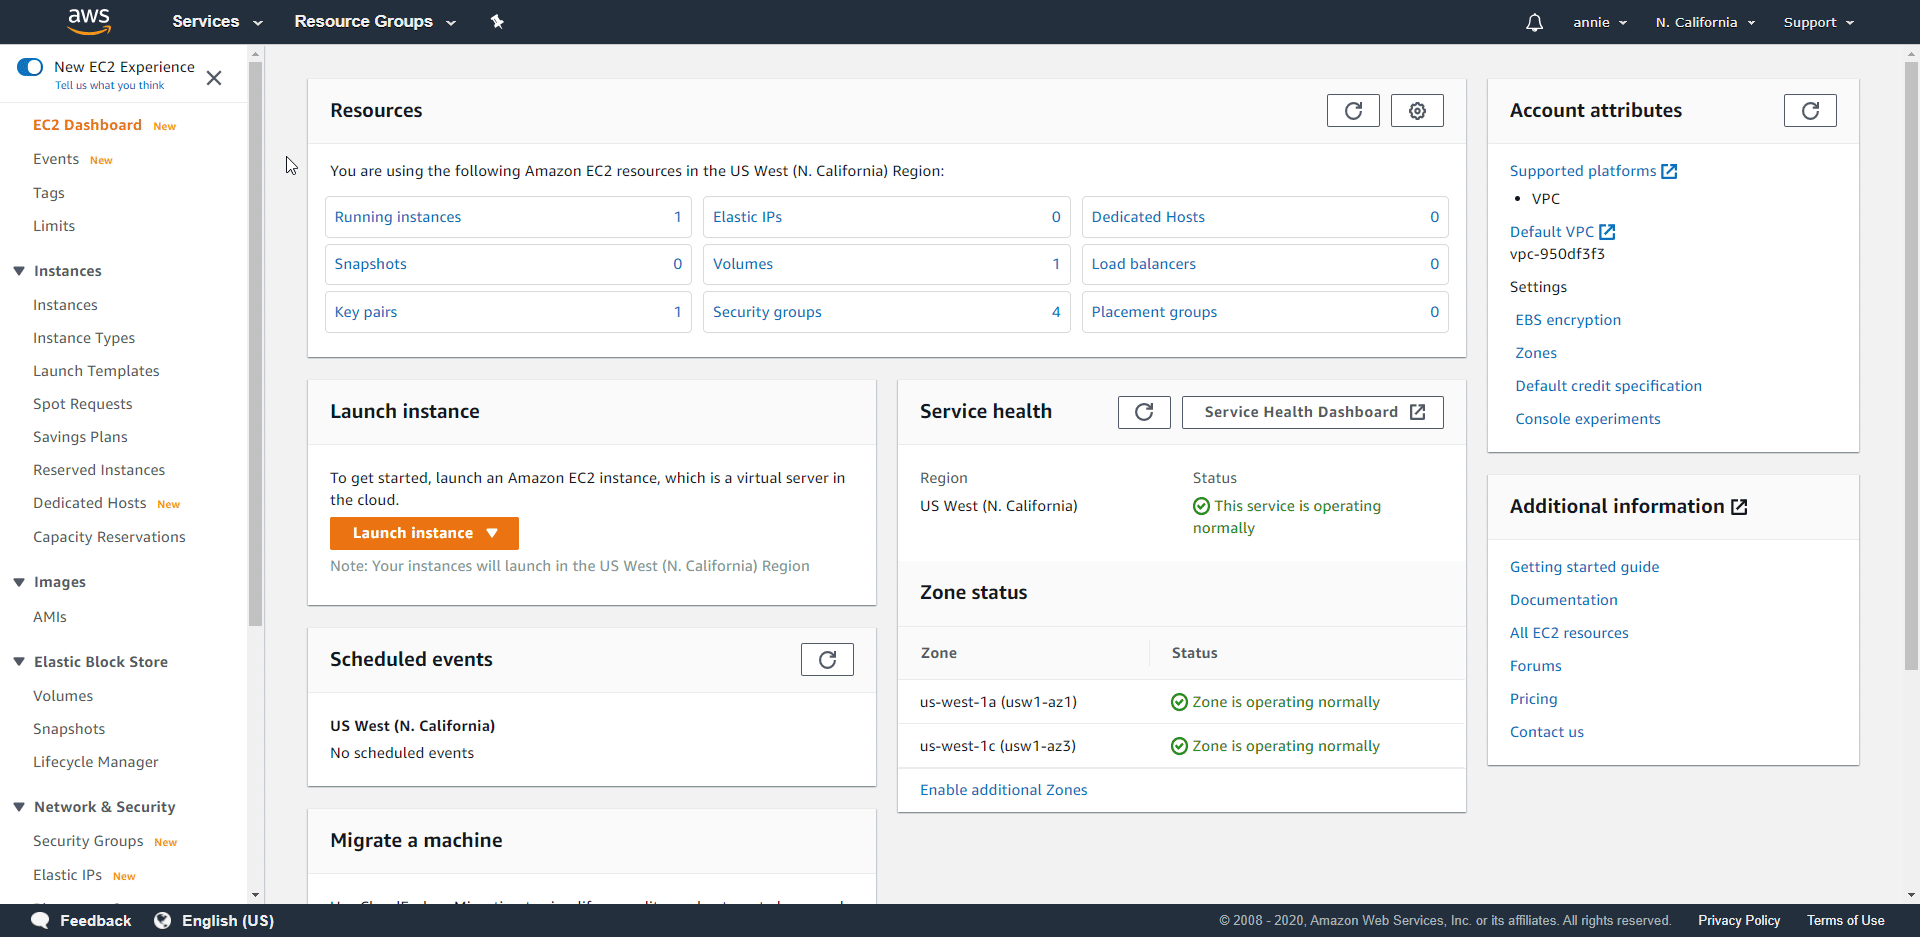 aws
Services
Resource Groups
annie
N. California
Support
New EC2 Experience
Tell us what you think
EC2 Dashboard New
Events New
Tags
Limits
Instances
Instances
Instance Types
Launch Templates
Spot Requests
Savings Plans
Reserved Instances
Dedicated Hosts New
Capacity Reservations
Images
AMIs
Elastic Block Store
Volumes
Snapshots
Lifecycle Manager
Network & Security
Security Groups New
Elastic IPs New
Resources
You are using the following Amazon EC2 resources in the US West (N. California) Region:
Running instances 1
Elastic IPs 0
Dedicated Hosts 0
Snapshots 0
Volumes 1
Load balancers 0
Key pairs 1
Security groups 4
Placement groups 0
Launch instance
To get started, launch an Amazon EC2 instance, which is a virtual server in
the cloud.
Launch instance
Note: Your instances will launch in the US West (N. California) Region
Scheduled events
US West (N. California)
No scheduled events
Migrate a machine
Service health
Service Health Dashboard
Region
US West (N. California)
Status
This service is operating
normally
Zone status
Zone Status
us-west-1a (usw1-az1) Zone is operating normally
us-west-1c (usw1-az3) Zone is operating normally
Enable additional Zones
Account attributes
Supported platforms
• VPC
Default VPC
vpc-950df3f3
Settings
EBS encryption
Zones
Default credit specification
Console experiments
Additional information
Getting started guide
Documentation
All EC2 resources
Forums
Pricing
Contact us
Feedback
English (US)
© 2008 - 2020, Amazon Web Services, Inc. or its affiliates. All rights reserved.
Privacy Policy
Terms of Use